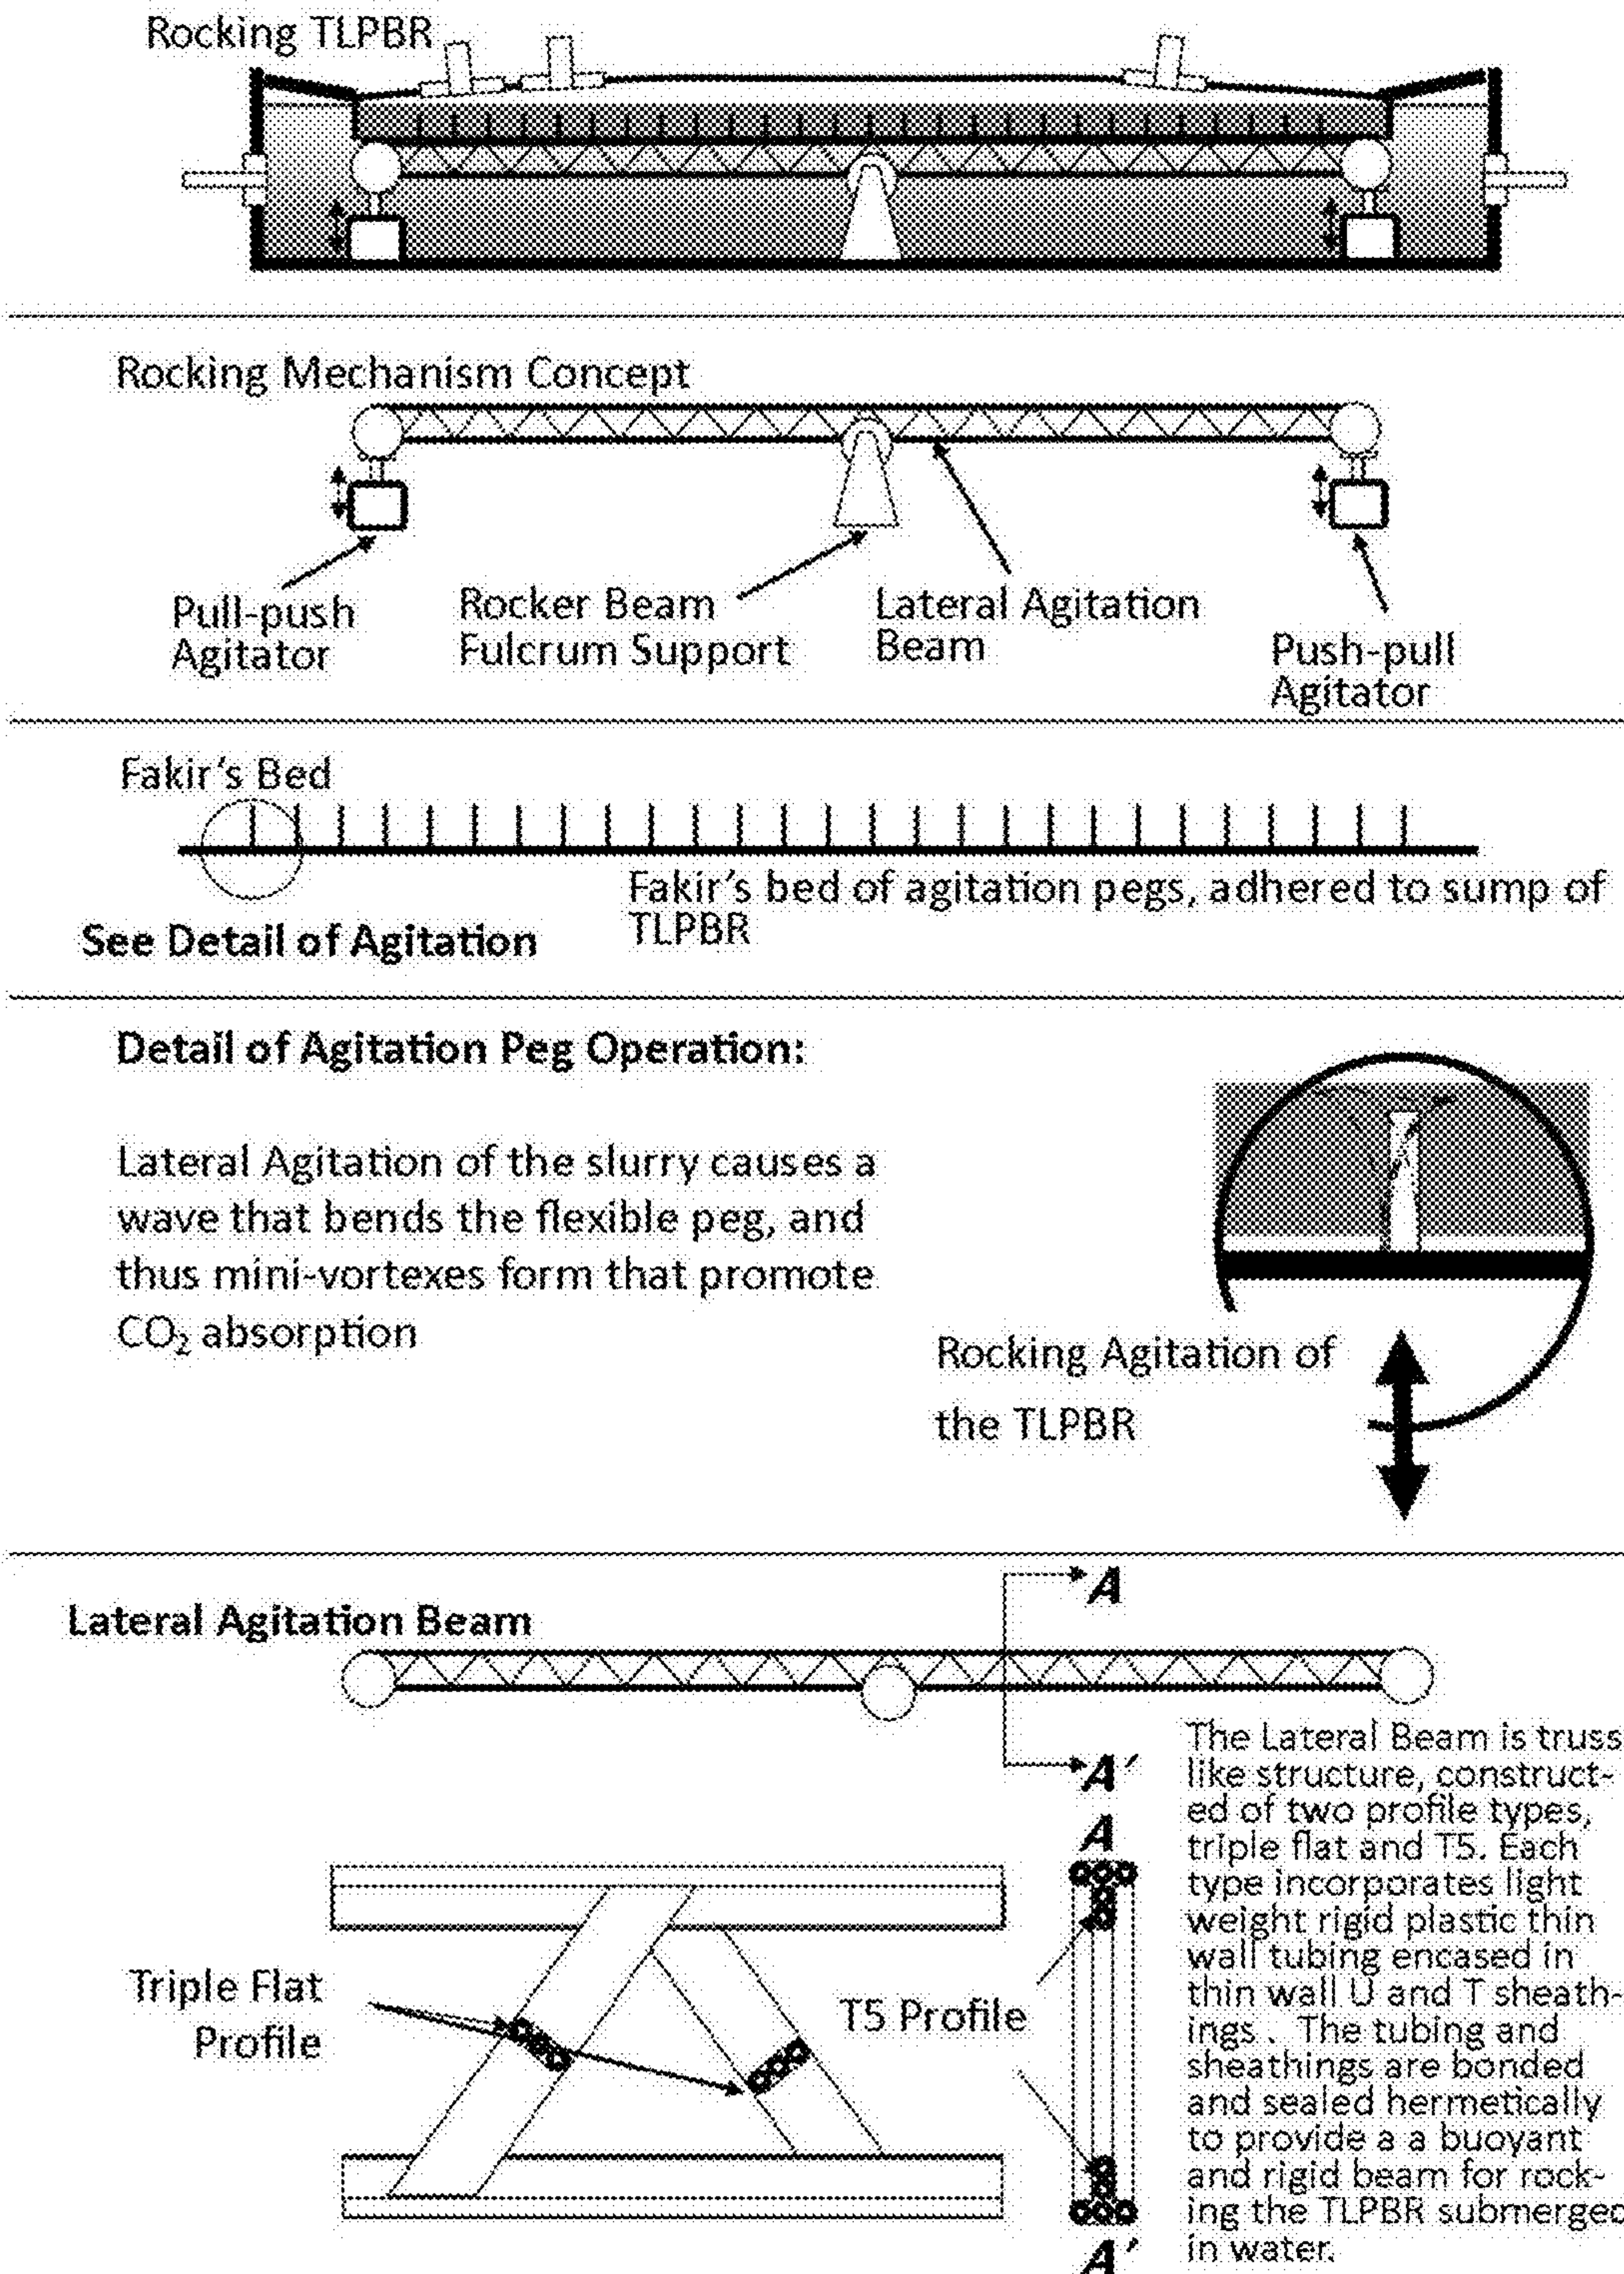 Rocking TLPBR
Rocking Mechanism Concept
Pull-push
Agitator
Rocker Beam
Fulcrum Support
Lateral Agitation
Beam
Push-pull
Agitator
Fakir's Bed
Fakir's bed of agitation pegs, adhered to sump of
TLPBR
See Detail of Agitation
Detail of Agitation Peg Operation:
Lateral Agitation of the slurry causes a
wave that bends the flexible peg, and
thus mini-vortexes form that promote
CO₂ absorption
Rocking Agitation of
the TLPBR
Lateral Agitation Beam
A
A'
A
Triple Flat
Profile
T5 Profile
A'
The Lateral Beam is truss
like structure, construct-
ed of two profile types,
triple flat and T5. Each
type incorporates light
weight rigid plastic thin
wall tubing encased in
thin wall U and T sheath-
ings . The tubing and
sheathings are bonded
and sealed hermetically
to provide a a buoyant
and rigid beam for rock-
ing the TLPBR submerged
in water.